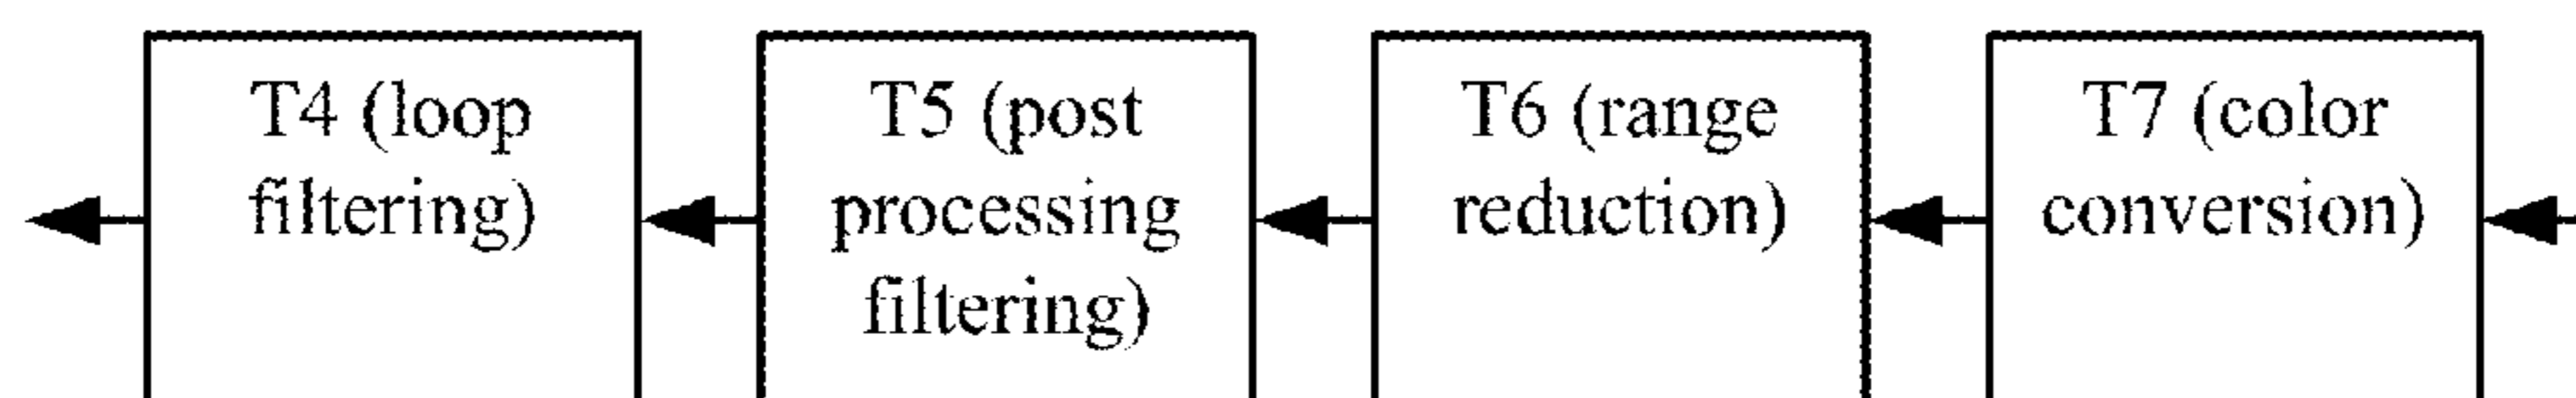 T4 (loop
filtering)
T5 (post
processing
filtering)
T6 (range
reduction)
T7 (color
conversion)